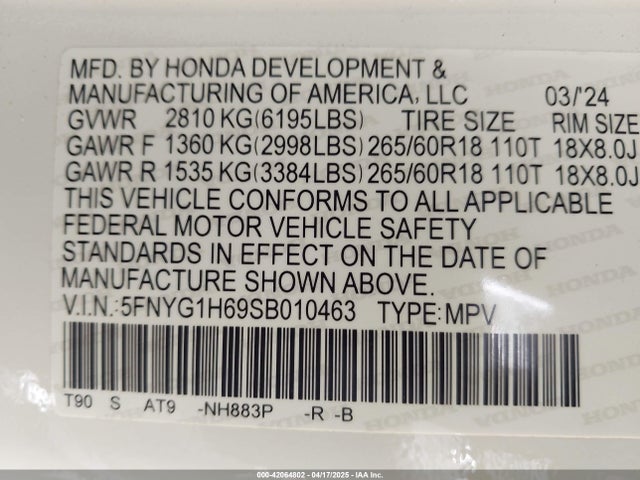 MFD. BY HONDA DEVELOPMENT &
MANUFACTURING OF AMERICA, LLC 03/'24
GVWR 2810 KG(6195LBS) TIRE SIZE RIM SIZE
GAWR F 1360 KG(2998LBS) 265/60R18 110T 18X8.0J
GAWR R 1535 KG(3384LBS) 265/60R18 110T 18X8.0J
THIS VEHICLE CONFORMS TO ALL APPLICABLE
FEDERAL MOTOR VEHICLE SAFETY
STANDARDS IN EFFECT ON THE DATE OF
MANUFACTURE SHOWN ABOVE.
V.I.N.:5FNYG1H69SB010463 TYPE:MPV
T90 S AT9 -NH883P -R -B
000-42064802 - 04/17/2025 - IAA Inc.